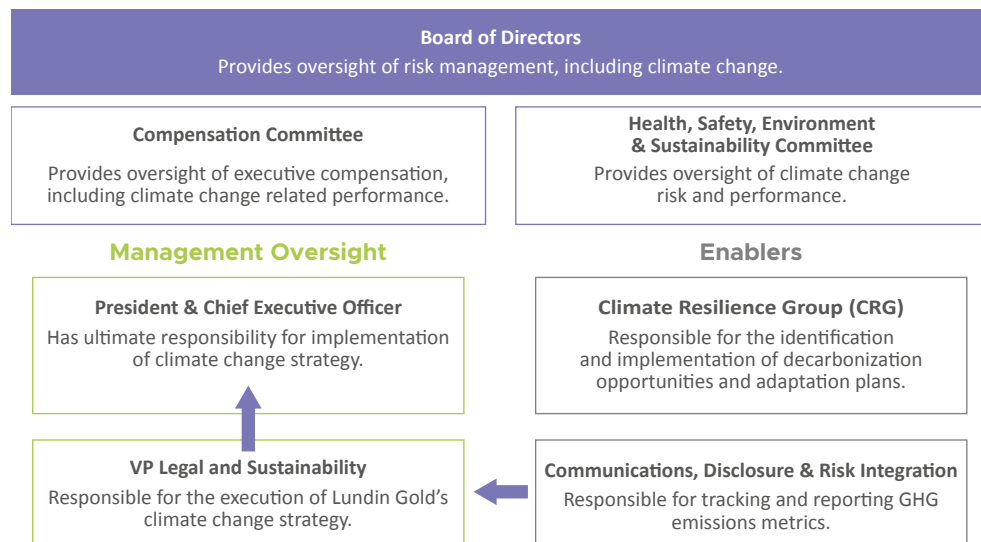 Board of Directors
Provides oversight of risk management, including climate change.
Compensation Committee
Provides oversight of executive compensation,
including climate change related performance.
Health, Safety, Environment
& Sustainability Committee
Provides oversight of climate change
risk and performance.
Management Oversight
President & Chief Executive Officer
Has ultimate responsibility for implementation
of climate change strategy.
VP Legal and Sustainability
Responsible for the execution of Lundin Gold’s
climate change strategy.
Enablers
Climate Resilience Group (CRG)
Responsible for the identification
and implementation of decarbonization
opportunities and adaptation plans.
Communications, Disclosure & Risk Integration
Responsible for tracking and reporting GHG
emissions metrics.